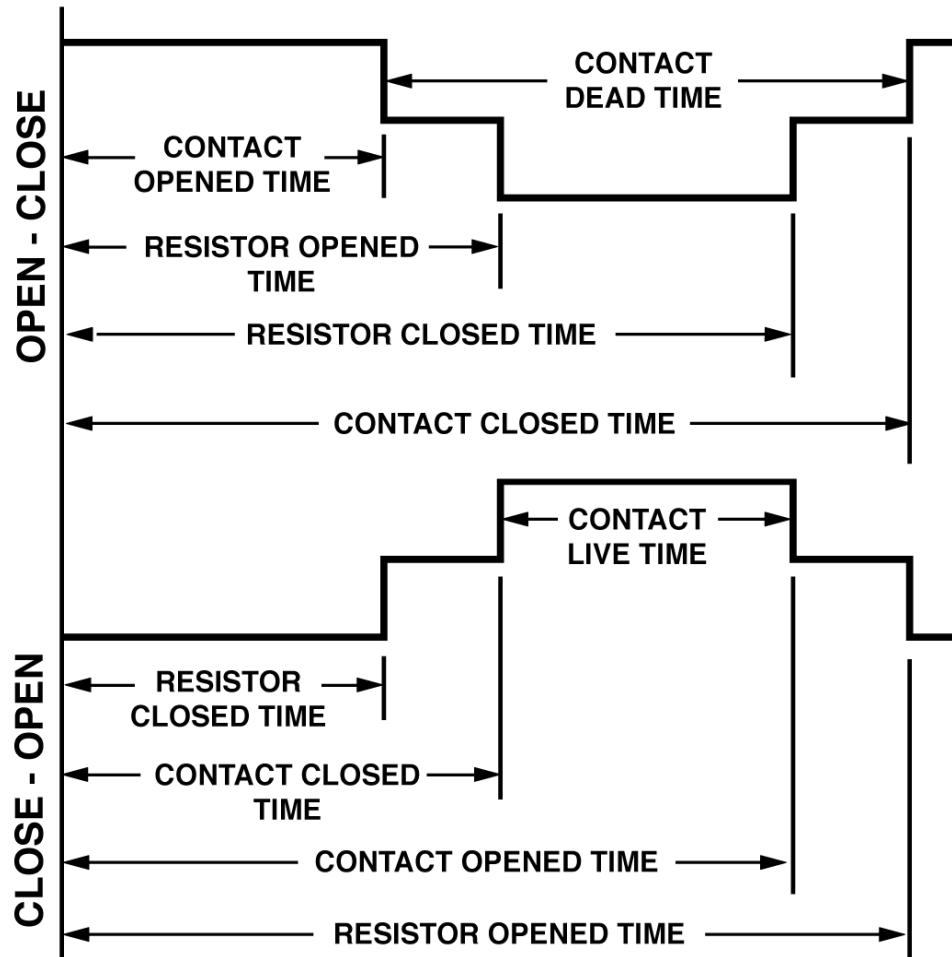 OPEN - CLOSE
CONTACT
DEAD TIME
CONTACT
OPENED TIME
RESISTOR OPENED
TIME
RESISTOR CLOSED TIME
CONTACT CLOSED TIME
CLOSE - OPEN
CONTACT
LIVE TIME
RESISTOR
CLOSED TIME
CONTACT CLOSED
TIME
CONTACT OPENED TIME
RESISTOR OPENED TIME